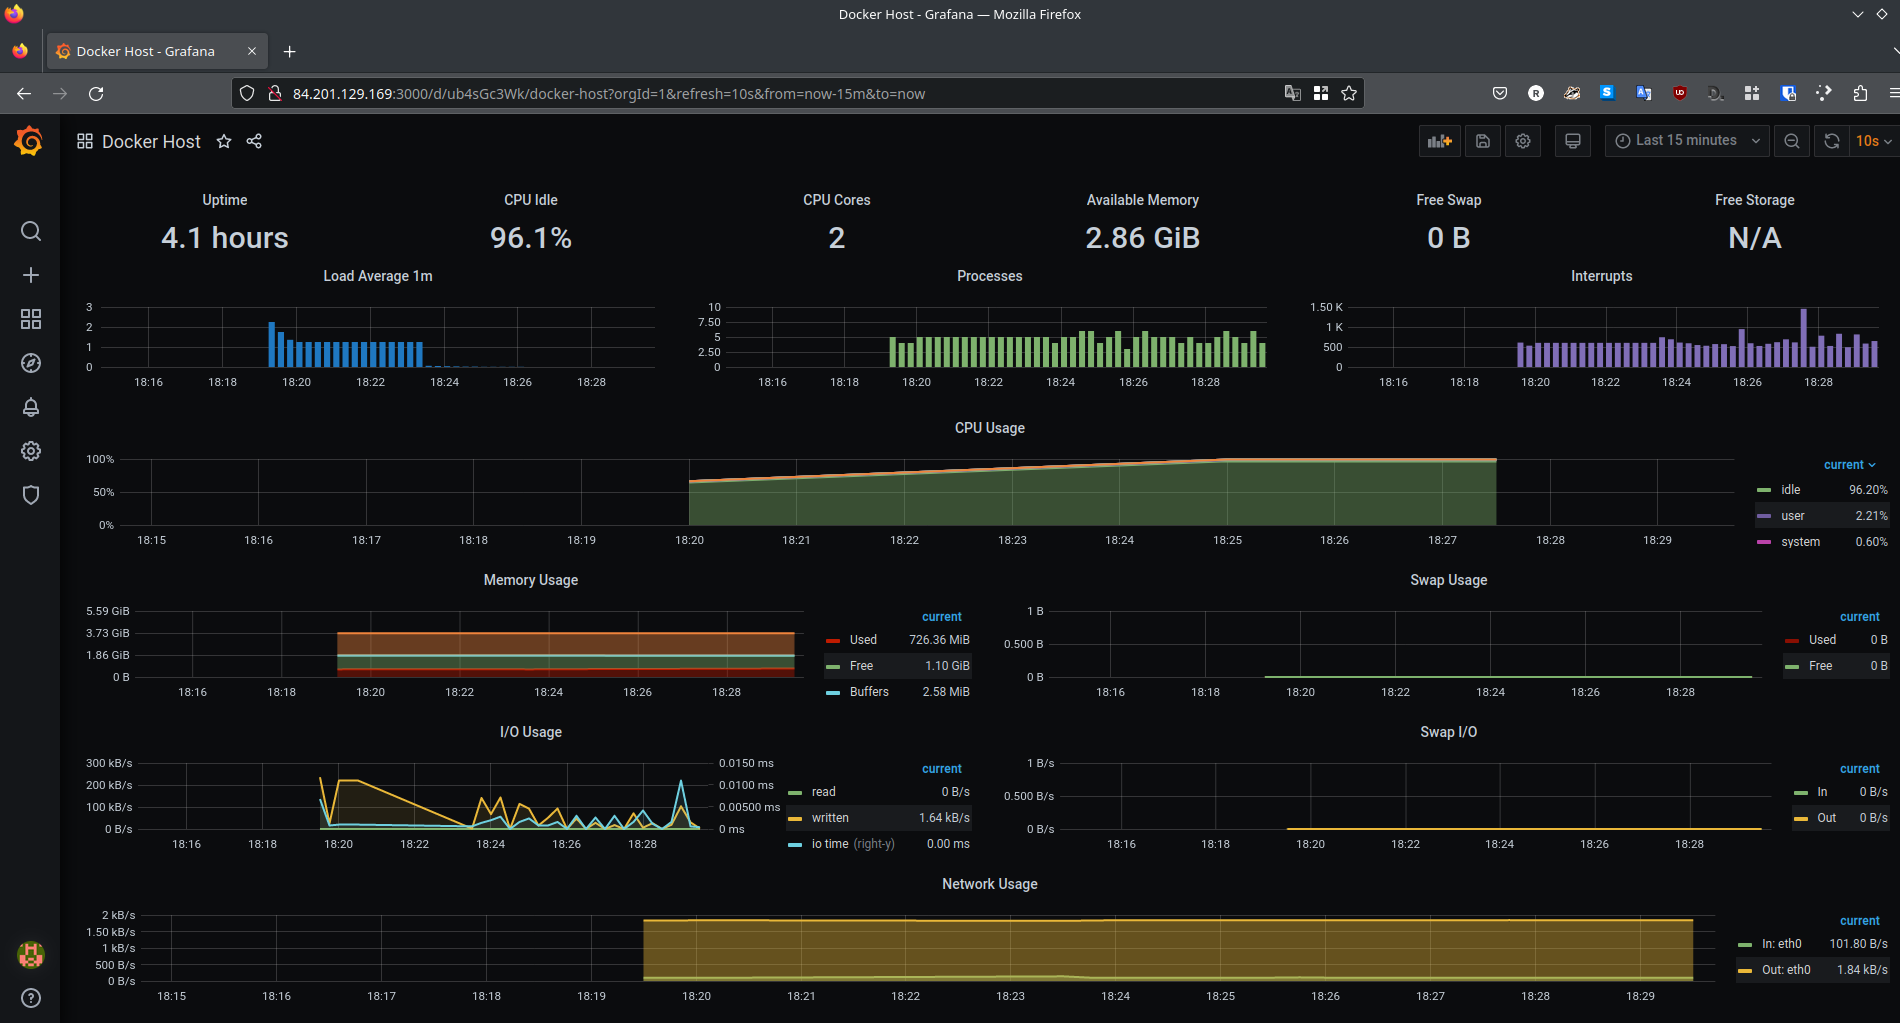 Docker Host - Grafana — Mozilla Firefox
Docker Host - Grafana
84.201.129.169:3000/d/ub4sGc3Wk/docker-host?orgId=1&refresh=10s&from=now-15m&to=now
Docker Host
Last 15 minutes
10s
Uptime CPU Idle CPU Cores Available Memory Free Swap Free Storage
4.1 hours 96.1% 2 2.86 GiB 0 B N/A
Load Average 1m
3
2
1
0
18:16 18:18 18:20 18:22 18:24 18:26 18:28
Processes
10
7.50
5
2.50
0
18:16 18:18 18:20 18:22 18:24 18:26 18:28
Interrupts
1.50 K
1 K
500
0
18:16 18:18 18:20 18:22 18:24 18:26 18:28
CPU Usage
100%
50%
0%
18:15 18:16 18:17 18:18 18:19 18:20 18:21 18:22 18:23 18:24 18:25 18:26 18:27 18:28 18:29
current
idle 96.20%
user 2.21%
system 0.60%
Memory Usage
5.59 GiB
3.73 GiB
1.86 GiB
0 B
18:16 18:18 18:20 18:22 18:24 18:26 18:28
current
Used 726.36 MiB
Free 1.10 GiB
Buffers 2.58 MiB
Swap Usage
1 B
0.500 B
0 B
18:16 18:18 18:20 18:22 18:24 18:26 18:28
current
Used 0 B
Free 0 B
I/O Usage
300 kB/s
200 kB/s
100 kB/s
0 B/s
0.0150 ms
0.0100 ms
0.00500 ms
0 ms
18:16 18:18 18:20 18:22 18:24 18:26 18:28
current
read 0 B/s
written 1.64 kB/s
io time (right-y) 0.00 ms
Swap I/O
1 B/s
0.500 B/s
0 B/s
18:16 18:18 18:20 18:22 18:24 18:26 18:28
current
In 0 B/s
Out 0 B/s
Network Usage
2 kB/s
1.50 kB/s
1 kB/s
500 B/s
0 B/s
18:15 18:16 18:17 18:18 18:19 18:20 18:21 18:22 18:23 18:24 18:25 18:26 18:27 18:28 18:29
current
In: eth0 101.80 B/s
Out: eth0 1.84 kB/s